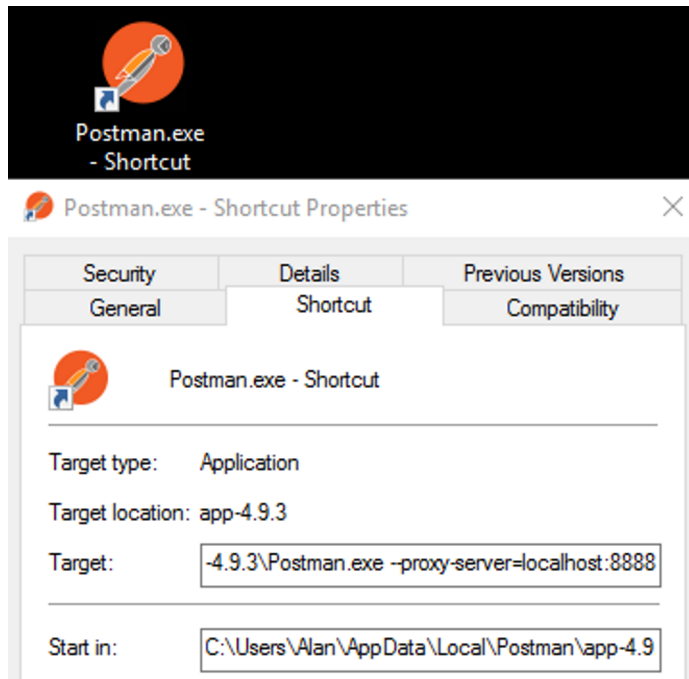 Postman.exe
- Shortcut
Postman.exe - Shortcut Properties
Security Details Previous Versions
General Shortcut Compatibility
Postman.exe - Shortcut
Target type: Application
Target location: app-4.9.3
Target: -4.9.3\Postman.exe --proxy-server=localhost:8888
Start in: C:\Users\Alan\AppData\Local\Postman\app-4.9